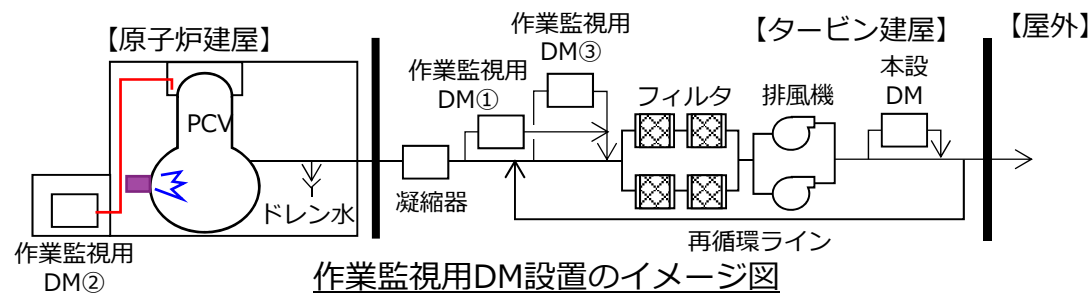 【原子炉建屋】
作業監視用
DM③
【タービン建屋】
【屋外】
作業監視用
DM①
フィルタ
排風機
本設
DM
PCV
ドレン水
凝縮器
再循環ライン
作業監視用
DM②
作業監視用DM設置のイメージ図